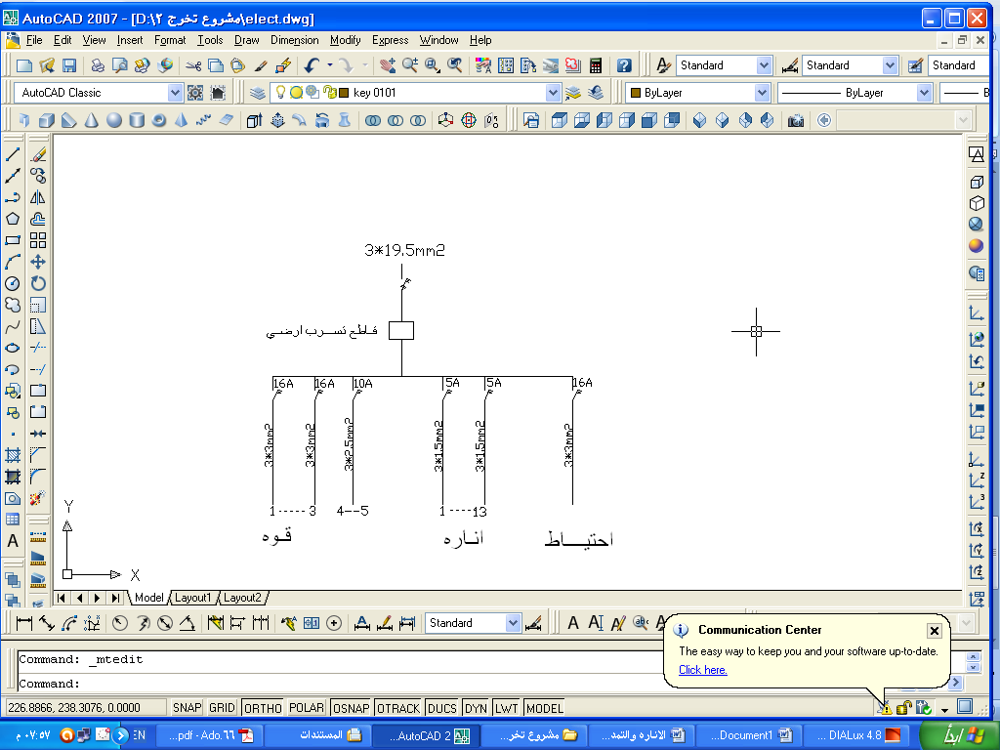 AutoCAD 2007 - [D:\مشروع تخرج ٢\elect.dwg]
File Edit View Insert Format Tools Draw Dimension Modify Express Window Help
Standard Standard Standard
AutoCAD Classic key 0101 ByLayer ByLayer B
3*19.5mm2
قاطع تسرب ارضي
16A 16A 10A 5A 5A 16A
3*3mm2 3*3mm2 3*2.5mm2 3*1.5mm2 3*1.5mm2 3*3mm2
1-----3 4--5 1----13
قوه اناره احتياط
Y
X
Model Layout1 Layout2
Standard
Communication Center
The easy way to keep you and your software up-to-date.
Click here.
Command: _mtedit
Command:
226.8866, 238.3076, 0.0000 SNAP GRID ORTHO POLAR OSNAP OTRACK DUCS DYN LWT MODEL
٠٧:٥٧ م EN ...pdf - Ado.٦٦ المستندات ...AutoCAD 2 مشروع تخر... الاناره والتمد... ...Document1 ...DIALux 4.8 ابدأ